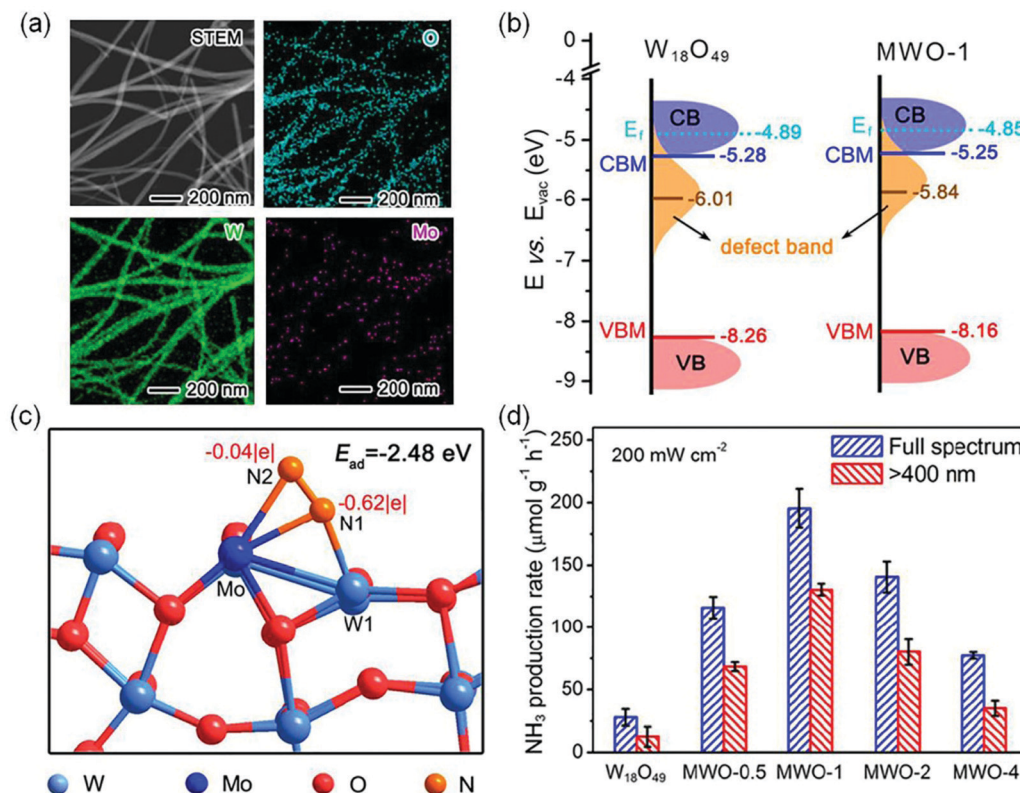 (a)
STEM
200 nm
O
200 nm
W
200 nm
Mo
200 nm
(b)
W₁₈O₄₉
MWO-1
E vs. Evac (eV)
0
-4
-5
-6
-7
-8
-9
CB
Ef
-4.89
CBM
-5.28
-6.01
defect band
VBM
-8.26
VB
CB
Ef
-4.85
CBM
-5.25
-5.84
VBM
-8.16
VB
(c)
Ead=-2.48 eV
-0.04|e|
N2
-0.62|e|
N1
Mo
W1
W
Mo
O
N
(d)
200 mW cm⁻²
Full spectrum
>400 nm
NH₃ production rate (μmol g⁻¹ h⁻¹)
250
200
150
100
50
0
W₁₈O₄₉
MWO-0.5
MWO-1
MWO-2
MWO-4